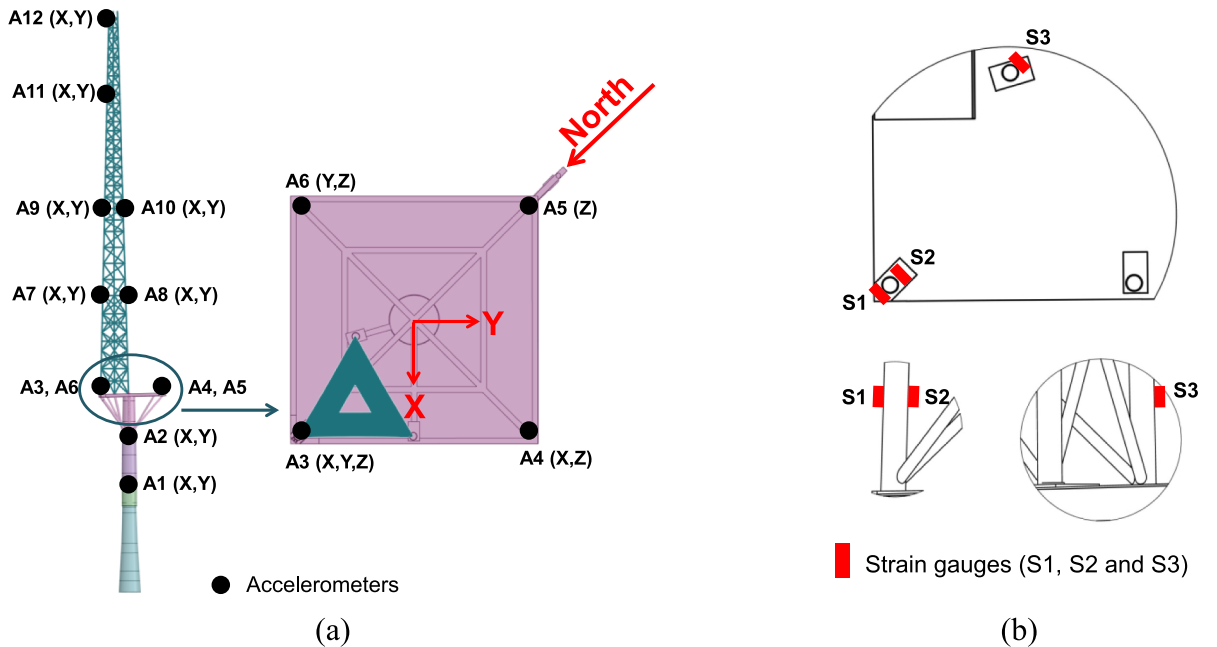 A12 (X,Y)
A11 (X,Y)
A9 (X,Y)
A10 (X,Y)
A7 (X,Y)
A8 (X,Y)
A3, A6
A4, A5
A2 (X,Y)
A1 (X,Y)
North
A6 (Y,Z)
A5 (Z)
Y
X
A3 (X,Y,Z)
A4 (X,Z)
Accelerometers
(a)
S3
S2
S1
S1
S2
S3
Strain gauges (S1, S2 and S3)
(b)